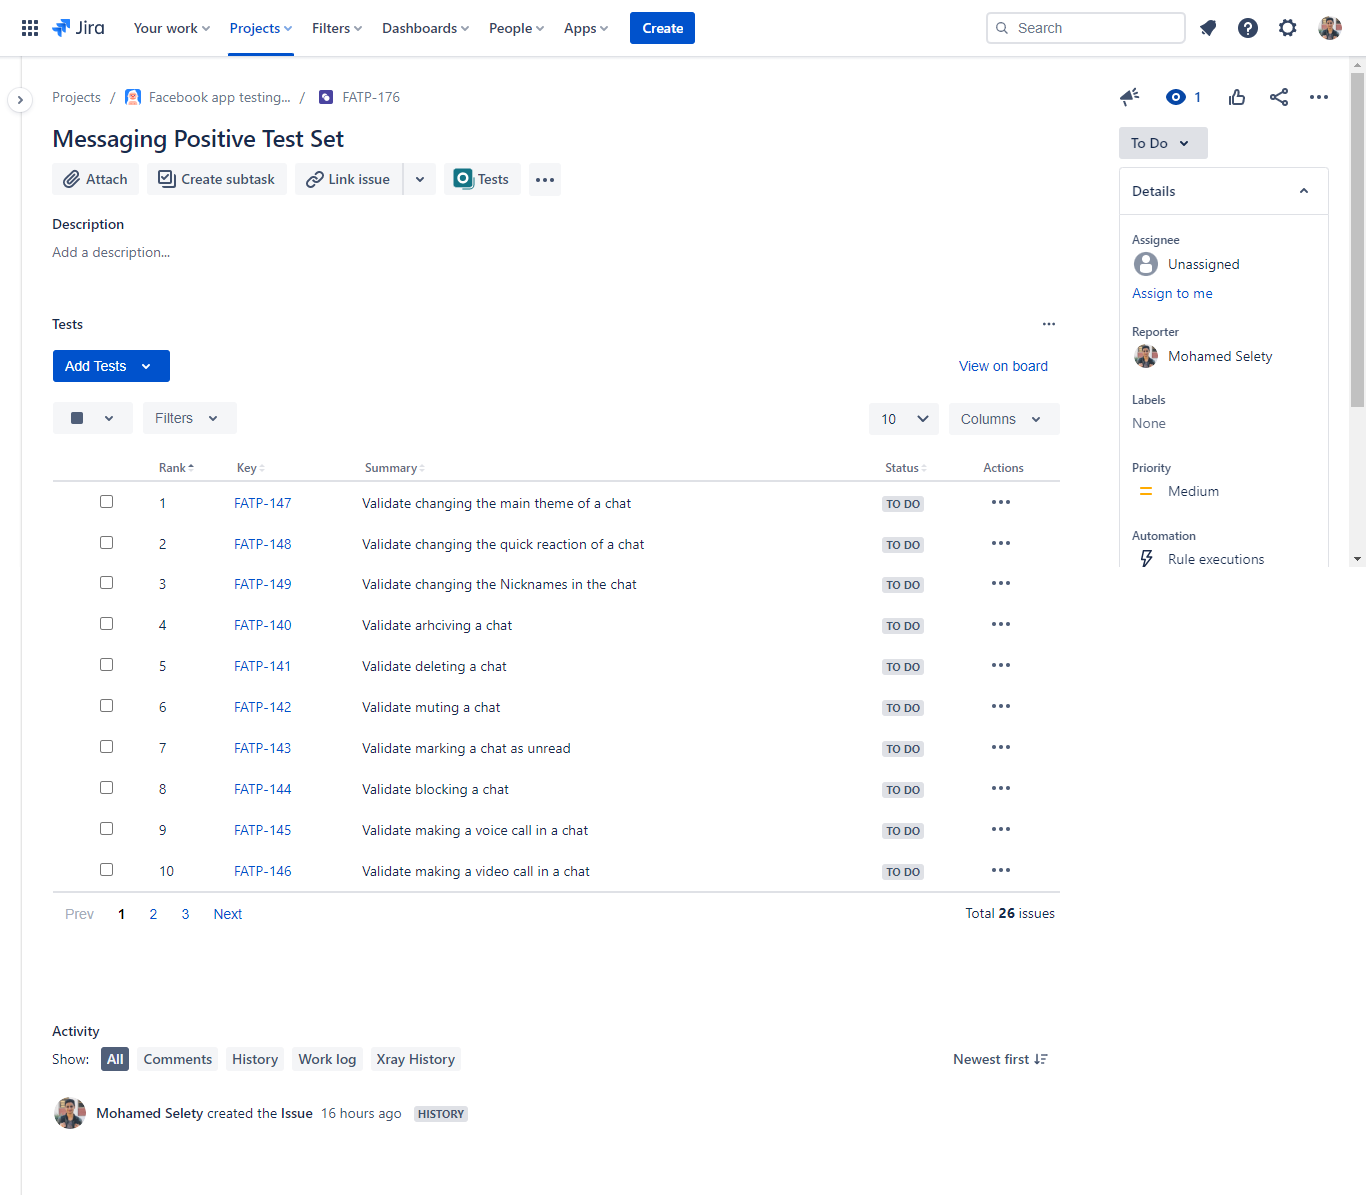 Jira Your work Projects Filters Dashboards People Apps Create Search
Projects / Facebook app testing... / FATP-176 1
Messaging Positive Test Set
To Do
Attach Create subtask Link issue Tests
Details
Description
Add a description...
Assignee
Unassigned
Assign to me
Reporter
Mohamed Selety
Labels
None
Priority
Medium
Automation
Rule executions
Tests
Add Tests View on board
Filters 10 Columns
Rank Key Summary Status Actions
1 FATP-147 Validate changing the main theme of a chat TO DO
2 FATP-148 Validate changing the quick reaction of a chat TO DO
3 FATP-149 Validate changing the Nicknames in the chat TO DO
4 FATP-140 Validate arhciving a chat TO DO
5 FATP-141 Validate deleting a chat TO DO
6 FATP-142 Validate muting a chat TO DO
7 FATP-143 Validate marking a chat as unread TO DO
8 FATP-144 Validate blocking a chat TO DO
9 FATP-145 Validate making a voice call in a chat TO DO
10 FATP-146 Validate making a video call in a chat TO DO
Prev 1 2 3 Next Total 26 issues
Activity
Show: All Comments History Work log Xray History Newest first
Mohamed Selety created the Issue 16 hours ago HISTORY